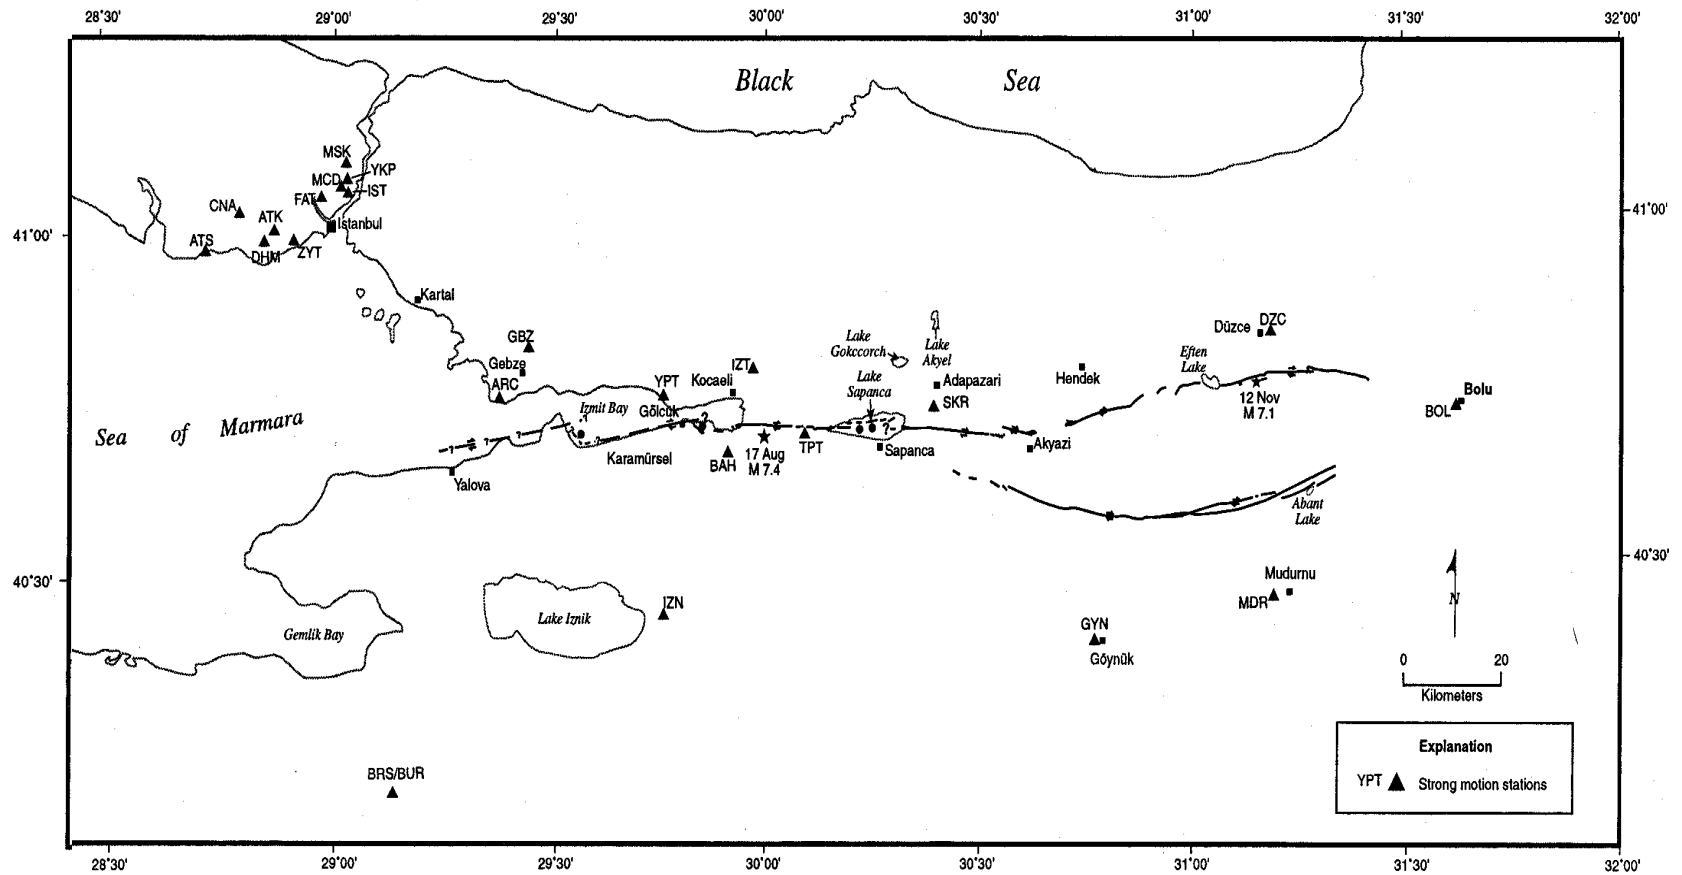 28°30'
29°00'
29°30'
30°00'
30°30'
31°00'
31°30'
32°00'
Black Sea
MSK
YKP
MCD
IST
FAT
CNA
ATK
Istanbul
41°00'
41°00'
ATS
DHM
ZYT
Kartal
GBZ
Gebze
ARC
YPT
Kocaeli
IZT
Lake
Gokccorch
Lake
Akyel
Lake
Sapanca
Adapazari
SKR
Hendek
Düzce
DZC
Eften
Lake
12 Nov
M 7.1
Bolu
BOL
Sea of Marmara
Izmit Bay
?
Gölcük
?
?
?
?
?
?
Karamürsel
BAH
17 Aug
M 7.4
TPT
Sapanca
Akyazi
Yalova
Abant
Lake
40°30'
40°30'
Mudurnu
MDR
N
IZN
Lake Iznik
Gemlik Bay
GYN
Göynük
0 20
Kilometers
BRS/BUR
Explanation
YPT Strong motion stations
28°30'
29°00'
29°30'
30°00'
30°30'
31°00'
31°30'
32°00'